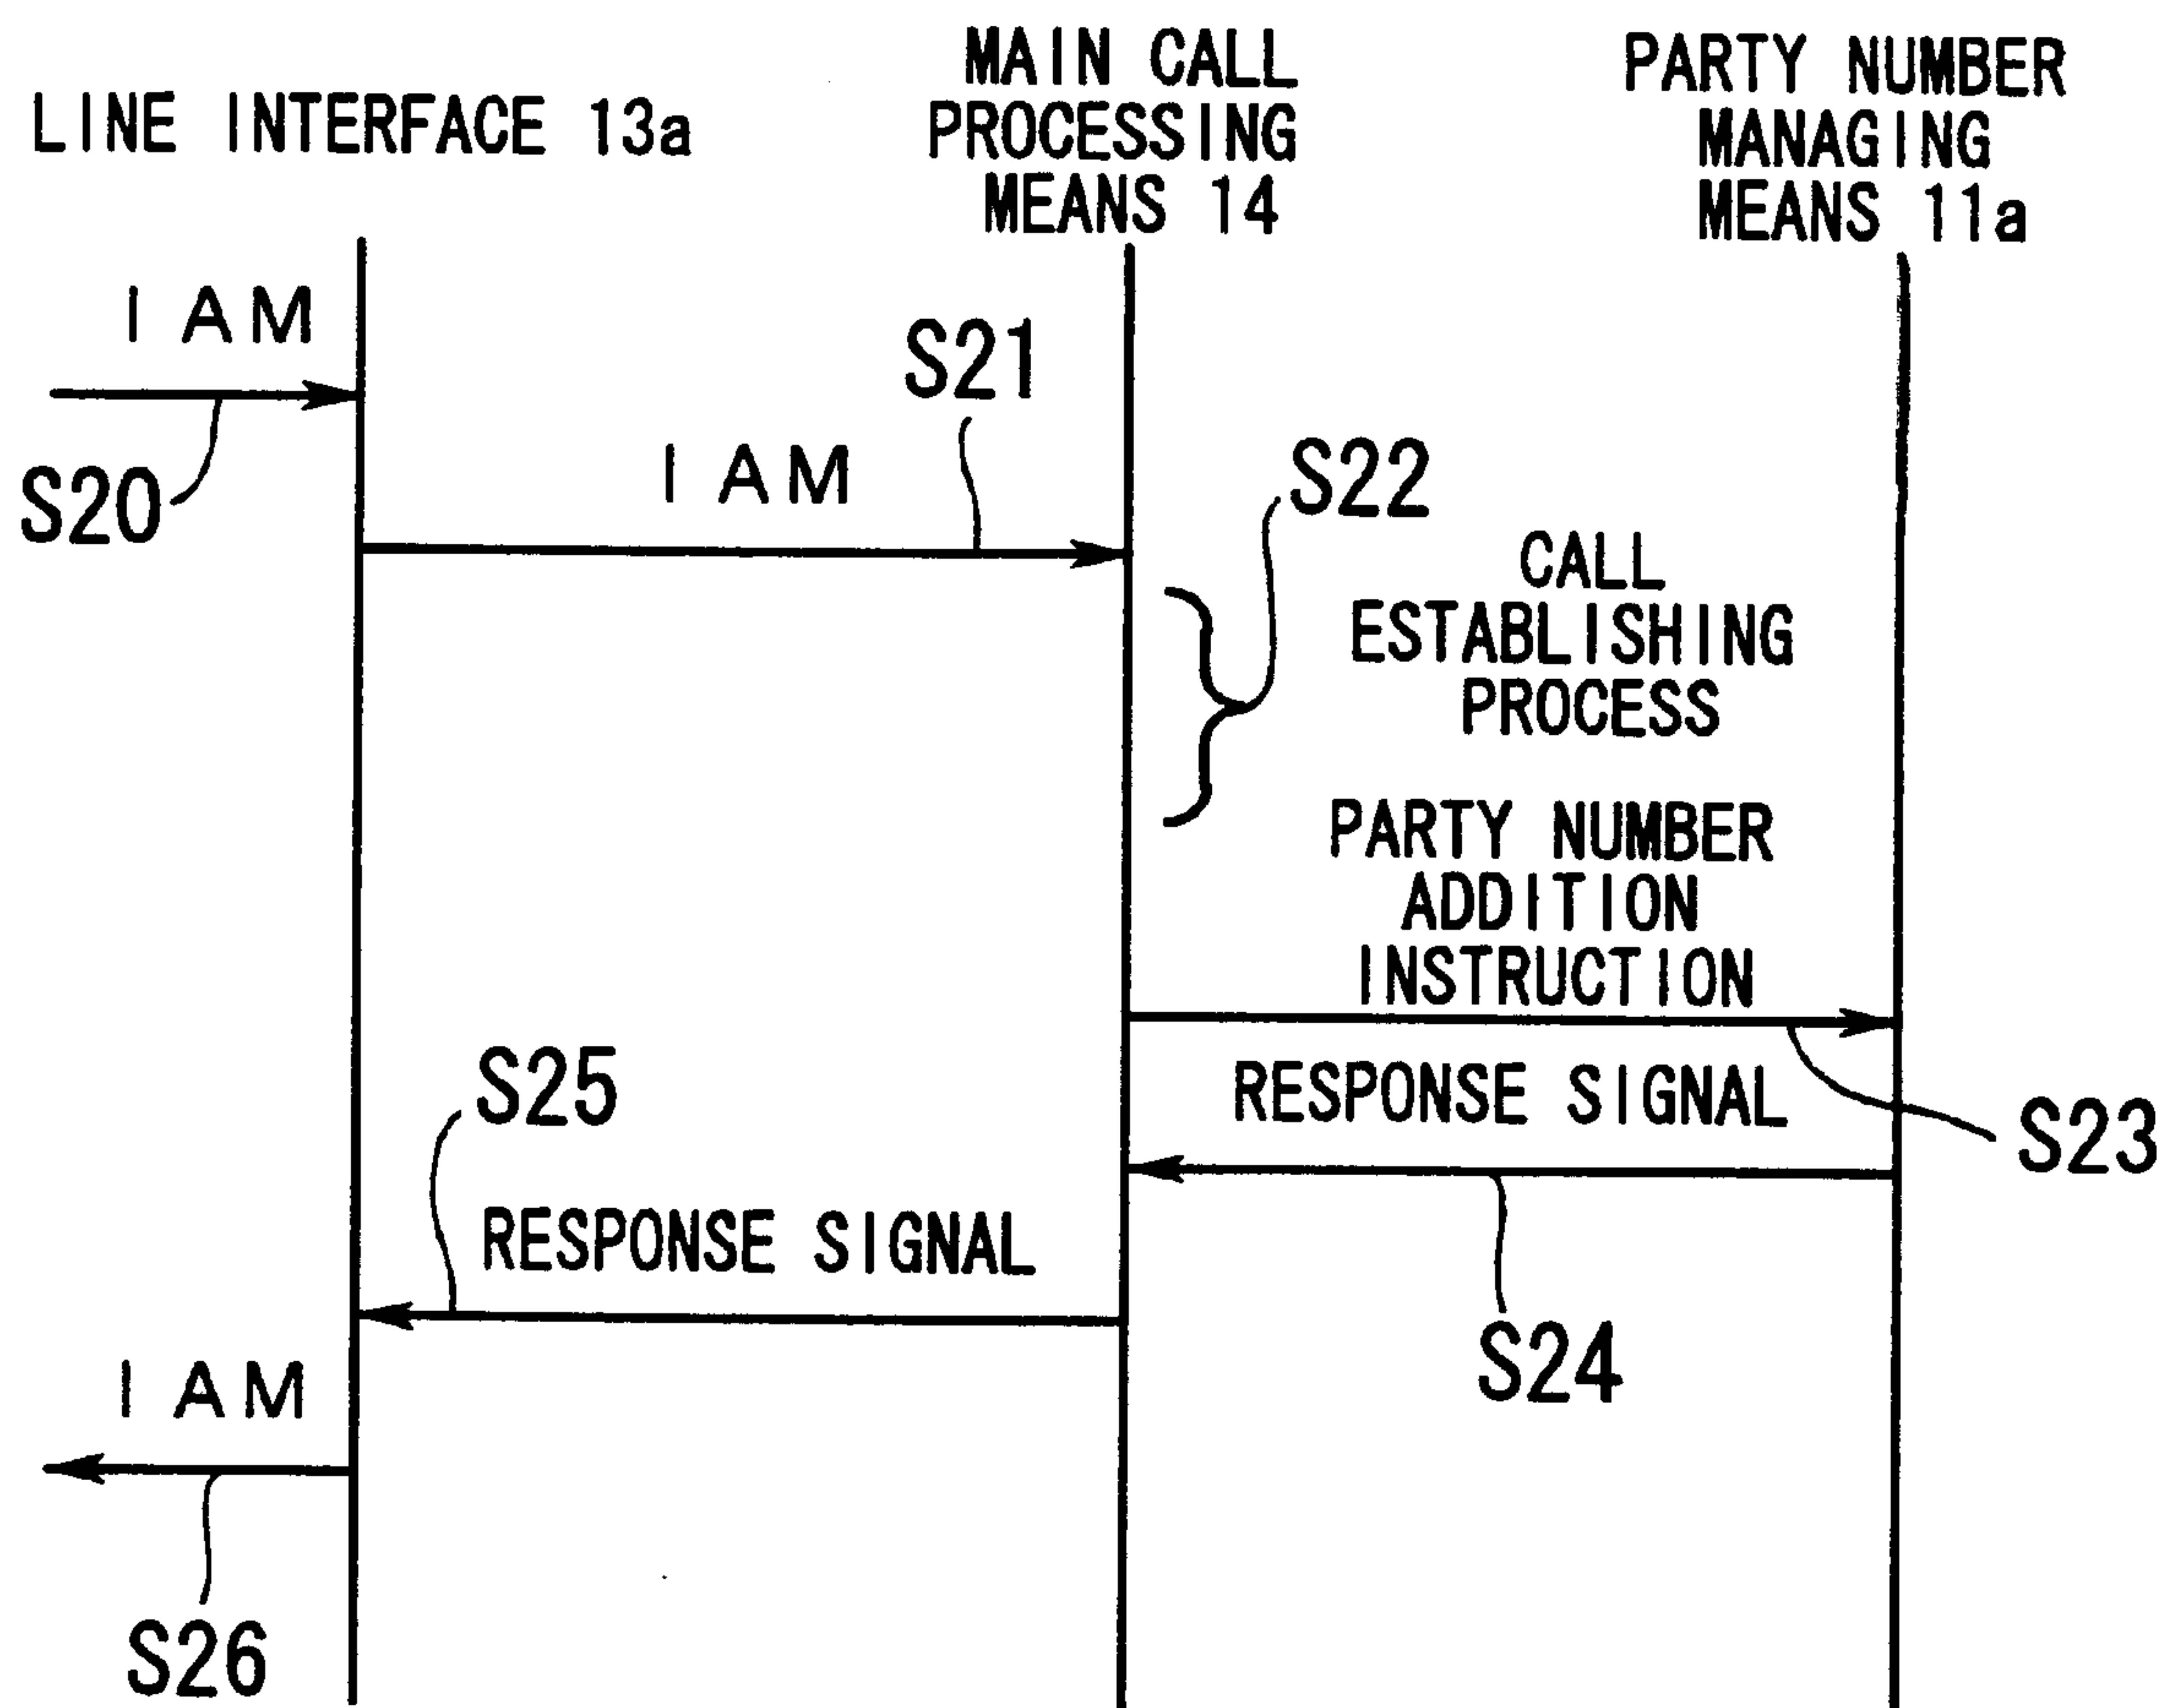 LINE INTERFACE 13a
MAIN CALL
PROCESSING
MEANS 14
PARTY NUMBER
MANAGING
MEANS 11a
IAM
S20
S21
IAM
S22
CALL
ESTABLISHING
PROCESS
PARTY NUMBER
ADDITION
INSTRUCTION
S23
RESPONSE SIGNAL
S24
S25
RESPONSE SIGNAL
IAM
S26